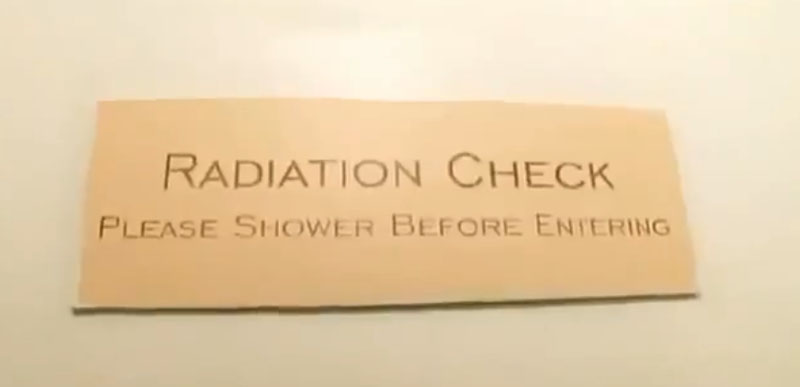 Radiation Check
Please Shower Before Entering